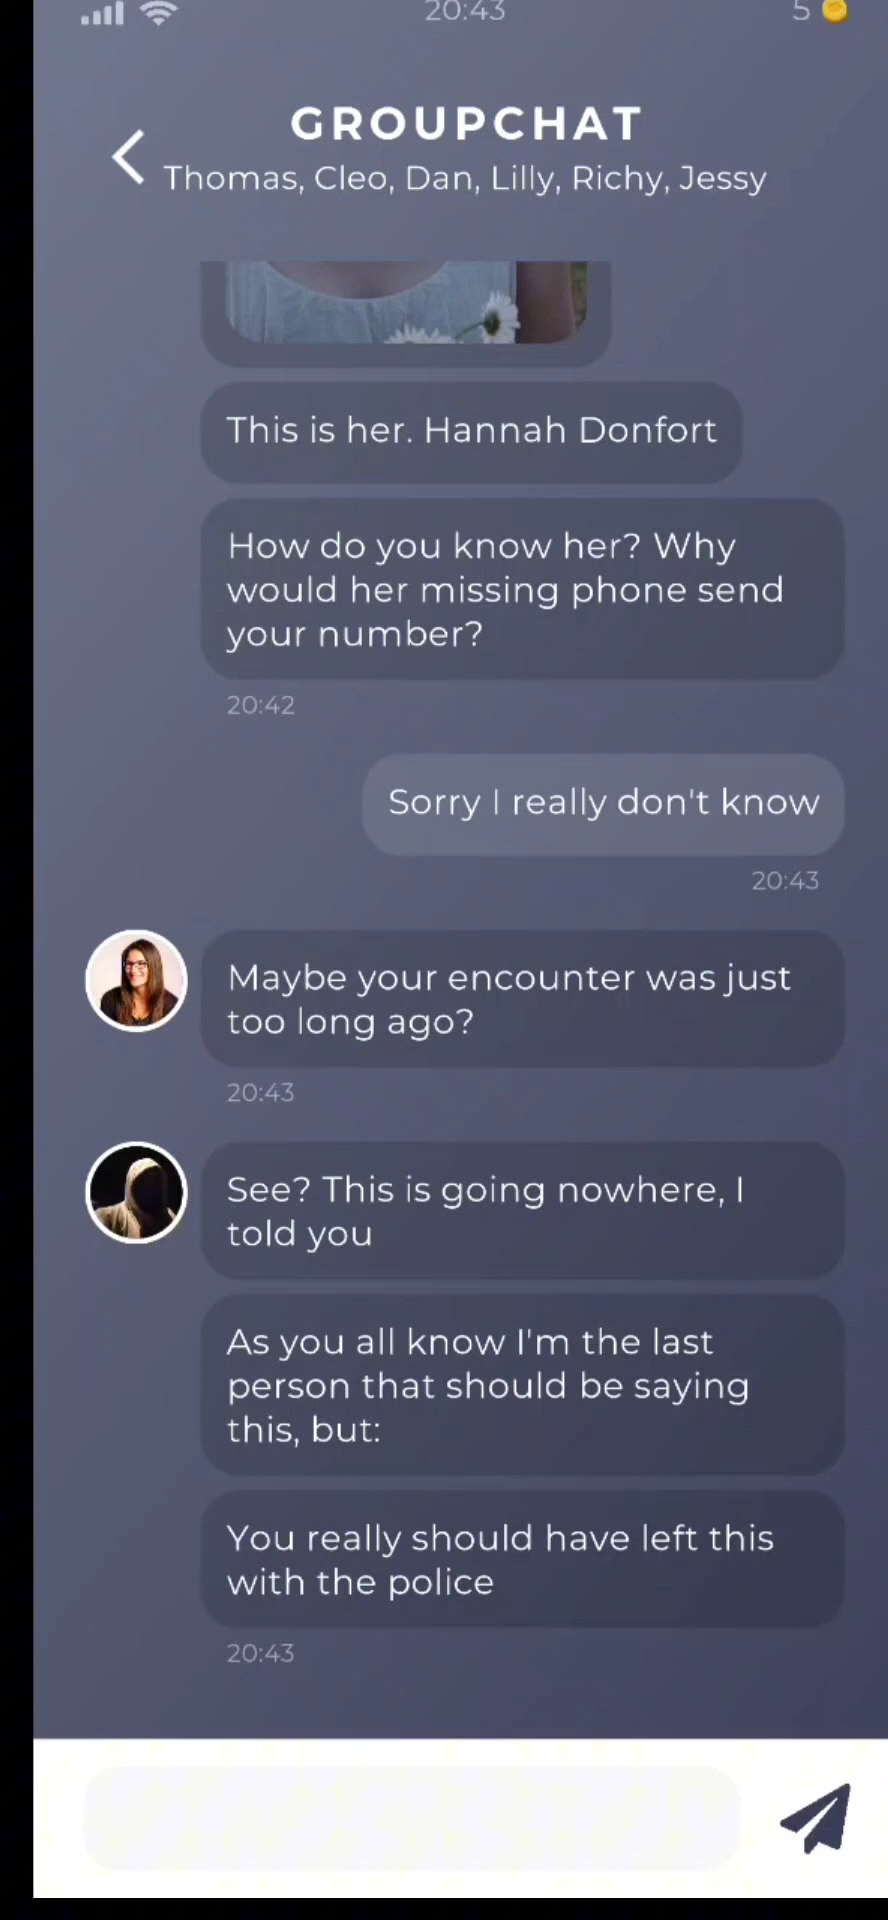 20:43
5
GROUPCHAT
Thomas, Cleo, Dan, Lilly, Richy, Jessy
This is her. Hannah Donfort
How do you know her? Why
would her missing phone send
your number?
20:42
Sorry I really don't know
20:43
Maybe your encounter was just
too long ago?
20:43
See? This is going nowhere, I
told you
As you all know I'm the last
person that should be saying
this, but:
You really should have left this
with the police
20:43